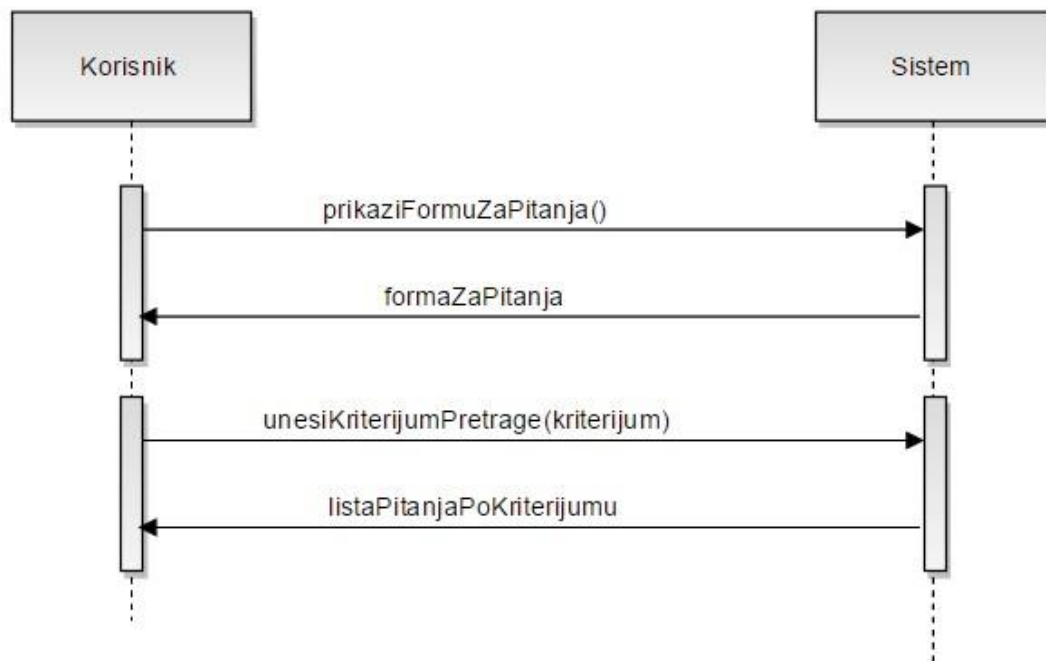 Korisnik
Sistem
prikaziFormuZaPitanja()
formaZaPitanja
unesiKriterijumPretrage(kriterijum)
listaPitanjaPoKriterijumu